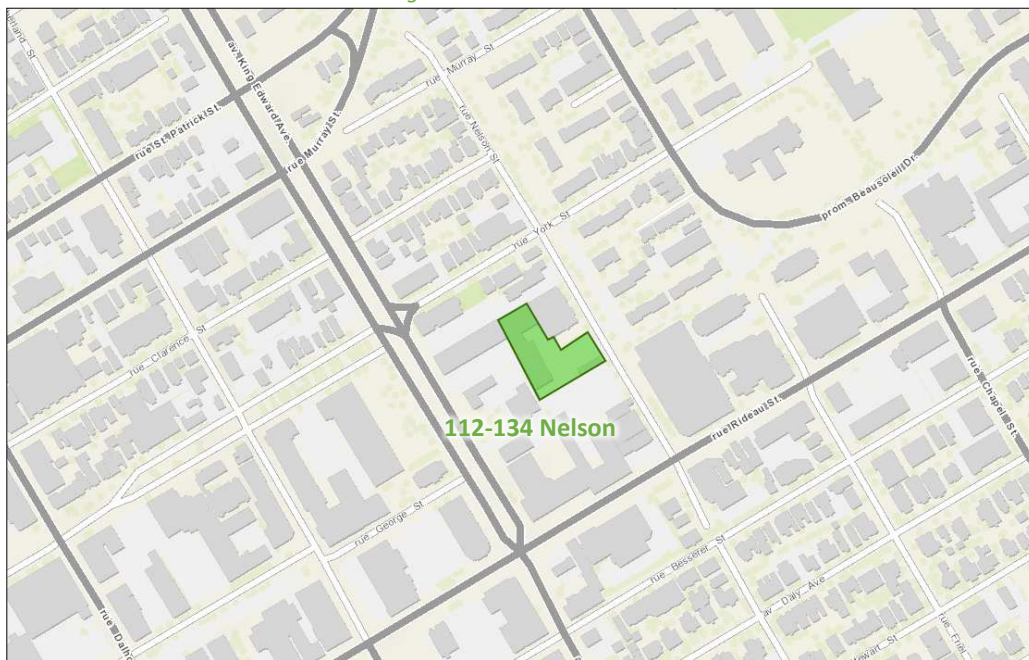 rue Murray St
av. King Edward Ave.
rue Nelson St
rue St. Patrick St.
rue Murray St.
prom. Beausoleil Dr.
rue York St
rue Clarence St
112-134 Nelson
rue Rideau St.
rue Chapel St.
rue George St
rue Besserer St
av Daly Ave